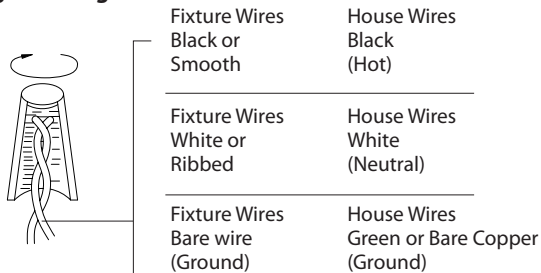 Fixture Wires House Wires
Black or Black
Smooth (Hot)
Fixture Wires House Wires
White or White
Ribbed (Neutral)
Fixture Wires House Wires
Bare wire Green or Bare Copper
(Ground) (Ground)